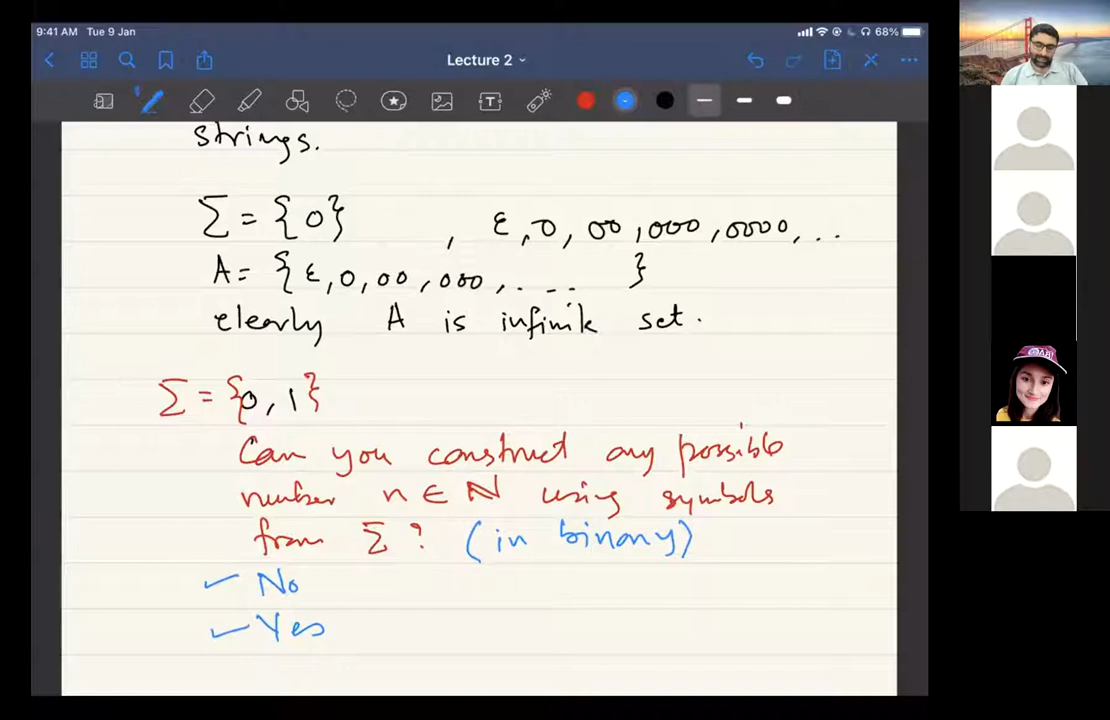 9:41 AM Tue 9 Jan
68%
Lecture 2
strings.
Σ = {0} , ε, 0, 00, 000, 0000, ...
A = {ε, 0, 00, 000, . . . . }
clearly A is infinite set.
Σ = {0, 1}
Can you construct any possible
number n ∈ ℕ using symbols
from Σ ? (in binary)
✓ No
✓ Yes